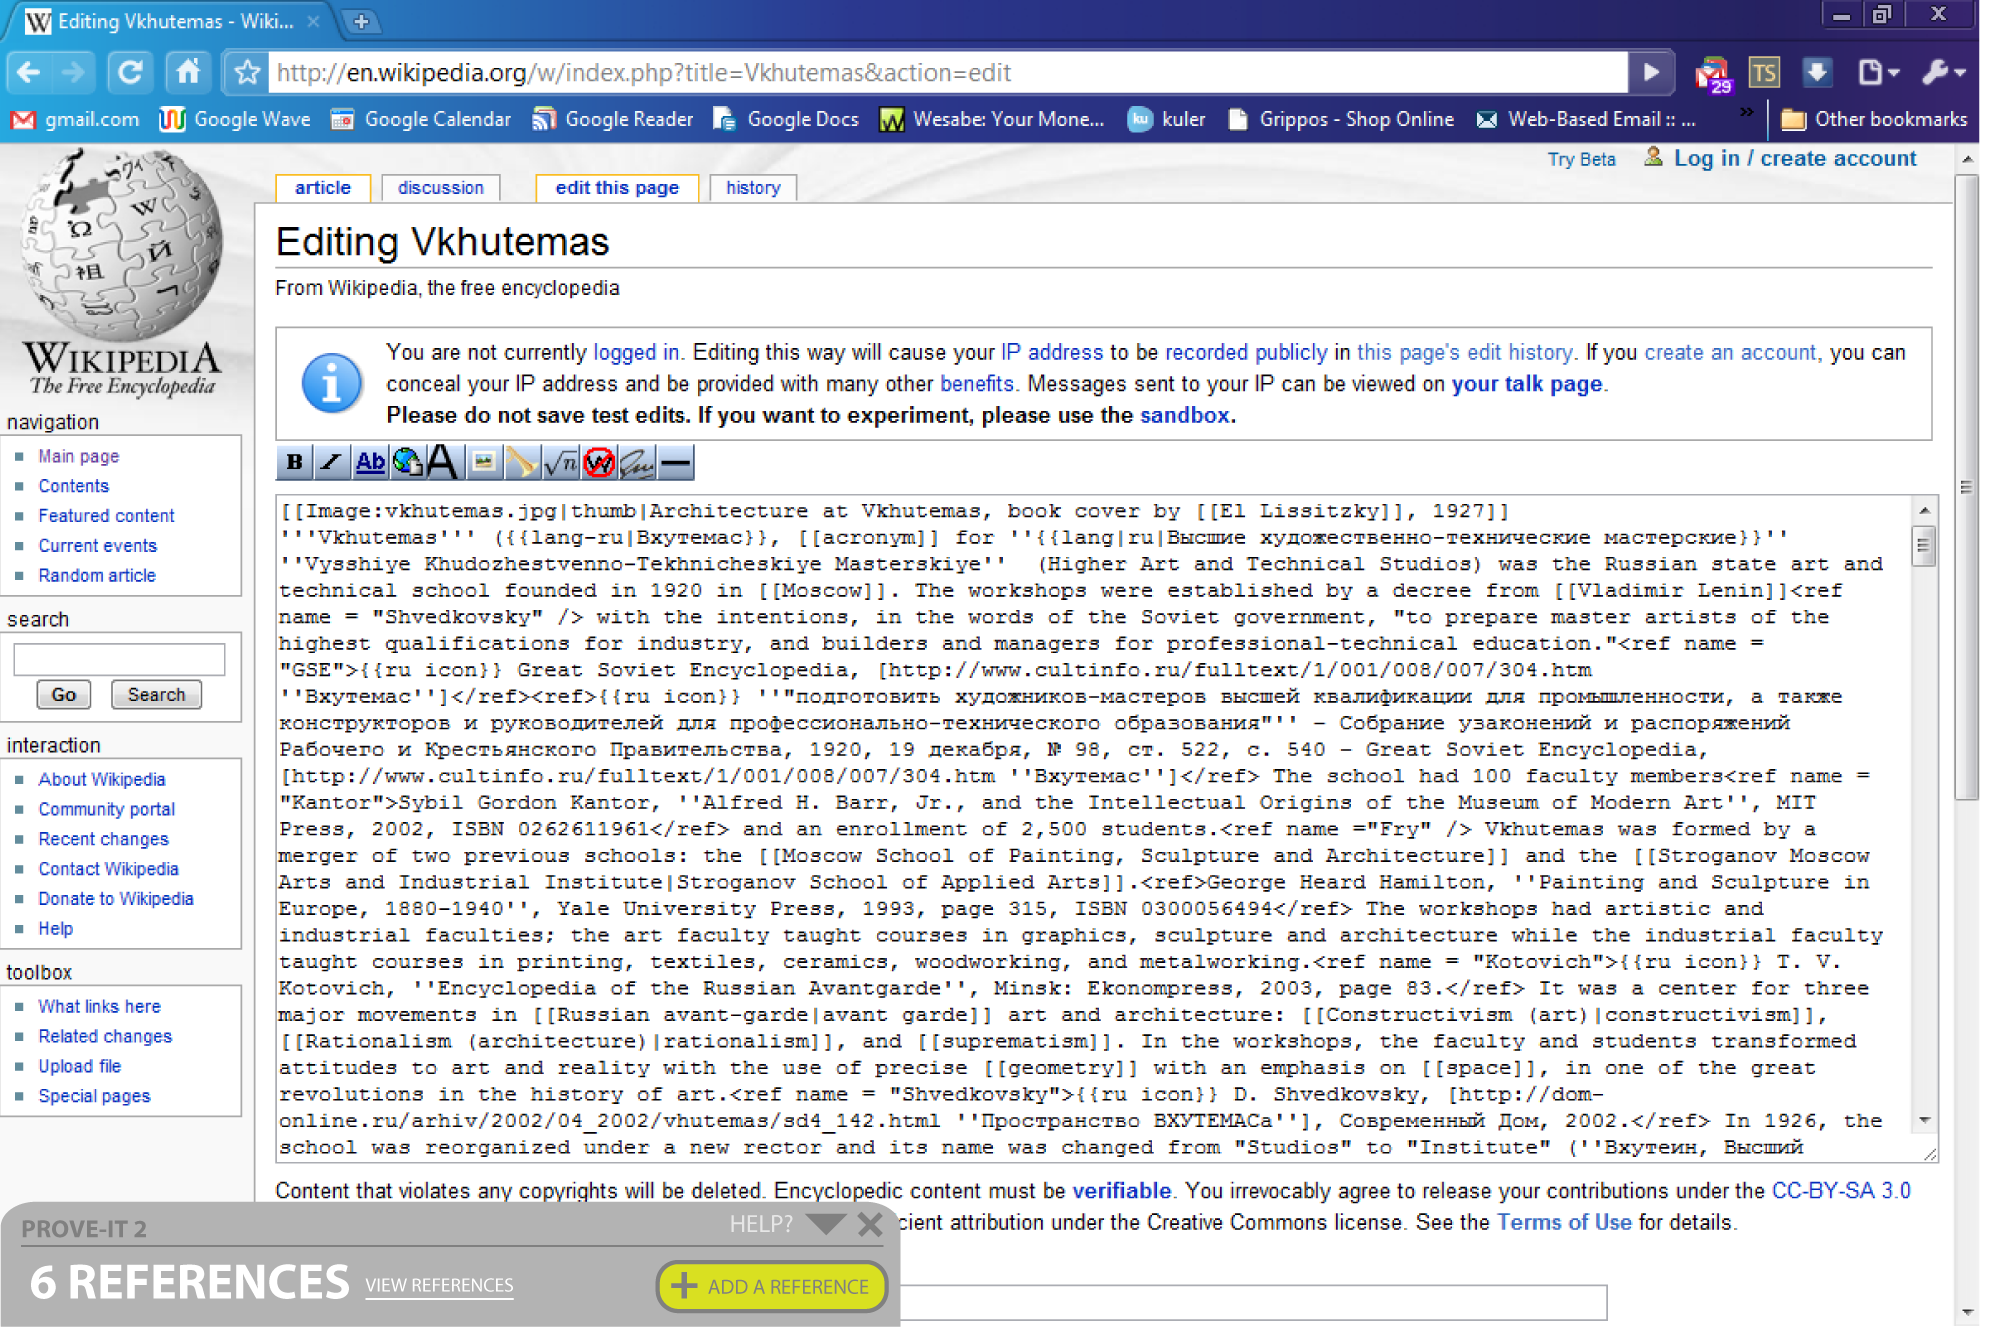 Editing Vkhutemas - Wiki...
http://en.wikipedia.org/w/index.php?title=Vkhutemas&action=edit
TS
29
gmail.com Google Wave Google Calendar Google Reader Google Docs Wesabe: Your Mone... ku kuler Grippos - Shop Online Web-Based Email :: ... » Other bookmarks
Try Beta Log in / create account
article discussion edit this page history
WIKIPEDIA
The Free Encyclopedia
navigation
Main page
Contents
Featured content
Current events
Random article
search
Go Search
interaction
About Wikipedia
Community portal
Recent changes
Contact Wikipedia
Donate to Wikipedia
Help
toolbox
What links here
Related changes
Upload file
Special pages
Editing Vkhutemas
From Wikipedia, the free encyclopedia
You are not currently logged in. Editing this way will cause your IP address to be recorded publicly in this page's edit history. If you create an account, you can
conceal your IP address and be provided with many other benefits. Messages sent to your IP can be viewed on your talk page.
Please do not save test edits. If you want to experiment, please use the sandbox.
B I Ab A √n W
[[Image:vkhutemas.jpg|thumb|Architecture at Vkhutemas, book cover by [[El Lissitzky]], 1927]]
'''Vkhutemas''' ({{lang-ru|Вхутемас}}, [[acronym]] for ''{{lang|ru|Высшие художественно-технические мастерские}}''
''Vysshiye Khudozhestvenno-Tekhnicheskiye Masterskiye''  (Higher Art and Technical Studios) was the Russian state art and
technical school founded in 1920 in [[Moscow]]. The workshops were established by a decree from [[Vladimir Lenin]]<ref
name = "Shvedkovsky" /> with the intentions, in the words of the Soviet government, "to prepare master artists of the
highest qualifications for industry, and builders and managers for professional-technical education."<ref name =
"GSE">{{ru icon}} Great Soviet Encyclopedia, [http://www.cultinfo.ru/fulltext/1/001/008/007/304.htm
''Вхутемас'']</ref><ref>{{ru icon}} ''"подготовить художников-мастеров высшей квалификации для промышленности, а также
конструкторов и руководителей для профессионально-технического образования"'' – Собрание узаконений и распоряжений
Рабочего и Крестьянского Правительства, 1920, 19 декабря, № 98, ст. 522, с. 540 – Great Soviet Encyclopedia,
[http://www.cultinfo.ru/fulltext/1/001/008/007/304.htm ''Вхутемас'']</ref> The school had 100 faculty members<ref name =
"Kantor">Sybil Gordon Kantor, ''Alfred H. Barr, Jr., and the Intellectual Origins of the Museum of Modern Art'', MIT
Press, 2002, ISBN 0262611961</ref> and an enrollment of 2,500 students.<ref name ="Fry" /> Vkhutemas was formed by a
merger of two previous schools: the [[Moscow School of Painting, Sculpture and Architecture]] and the [[Stroganov Moscow
Arts and Industrial Institute|Stroganov School of Applied Arts]].<ref>George Heard Hamilton, ''Painting and Sculpture in
Europe, 1880-1940'', Yale University Press, 1993, page 315, ISBN 0300056494</ref> The workshops had artistic and
industrial faculties; the art faculty taught courses in graphics, sculpture and architecture while the industrial faculty
taught courses in printing, textiles, ceramics, woodworking, and metalworking.<ref name = "Kotovich">{{ru icon}} T. V.
Kotovich, ''Encyclopedia of the Russian Avantgarde'', Minsk: Ekonompress, 2003, page 83.</ref> It was a center for three
major movements in [[Russian avant-garde|avant garde]] art and architecture: [[Constructivism (art)|constructivism]],
[[Rationalism (architecture)|rationalism]], and [[suprematism]]. In the workshops, the faculty and students transformed
attitudes to art and reality with the use of precise [[geometry]] with an emphasis on [[space]], in one of the great
revolutions in the history of art.<ref name = "Shvedkovsky">{{ru icon}} D. Shvedkovsky, [http://dom-
online.ru/arhiv/2002/04_2002/vhutemas/sd4_142.html ''Пространство ВХУТЕМАСа''], Современный Дом, 2002.</ref> In 1926, the
school was reorganized under a new rector and its name was changed from "Studios" to "Institute" (''Вхутеин, Высший
Content that violates any copyrights will be deleted. Encyclopedic content must be verifiable. You irrevocably agree to release your contributions under the CC-BY-SA 3.0
cient attribution under the Creative Commons license. See the Terms of Use for details.
PROVE-IT 2 HELP?
6 REFERENCES VIEW REFERENCES ADD A REFERENCE